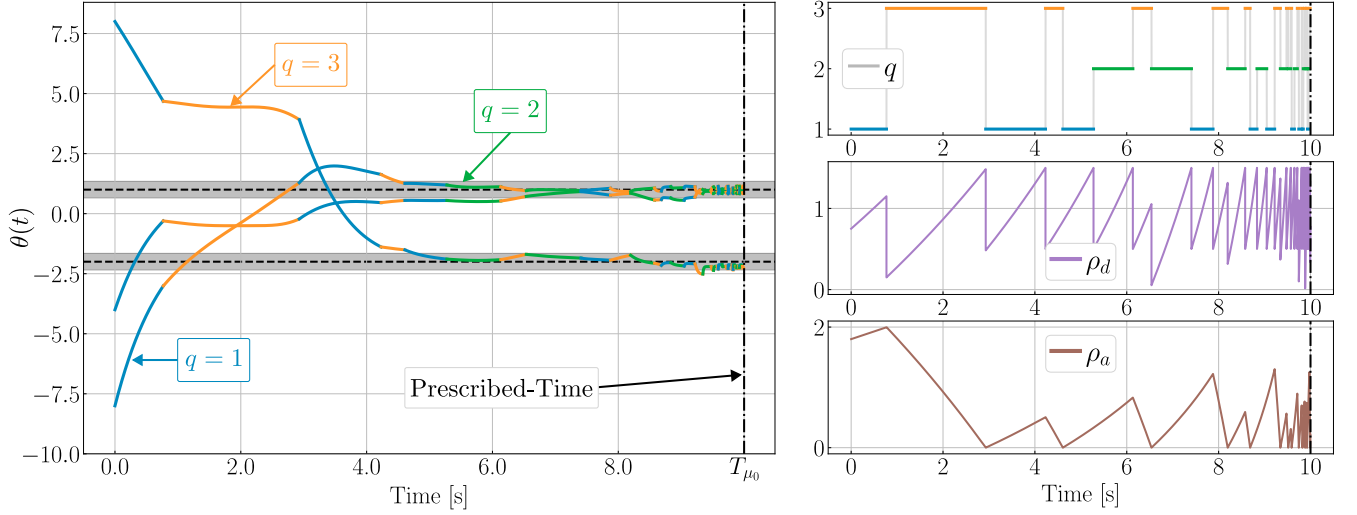 7.5
5.0
2.5
0.0
−2.5
−5.0
−7.5
−10.0
θ(t)
q = 3
q = 2
q = 1
Prescribed-Time
0.0 2.0 4.0 6.0 8.0 T_{μ_0}
Time [s]
3
2
1
q
0 2 4 6 8 10
1
0
ρ_d
0 2 4 6 8 10
2
0
ρ_a
0 2 4 6 8 10
Time [s]